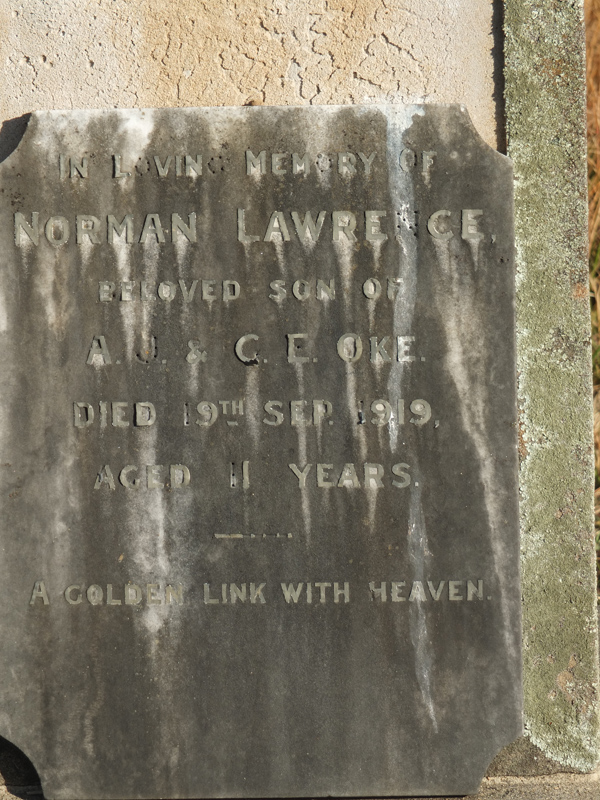 IN LOVING MEMORY OF
NORMAN LAWRENCE,
BELOVED SON OF
A. J. & C. E. OKE.
DIED 19TH SEP. 1919,
AGED 11 YEARS.
A GOLDEN LINK WITH HEAVEN.